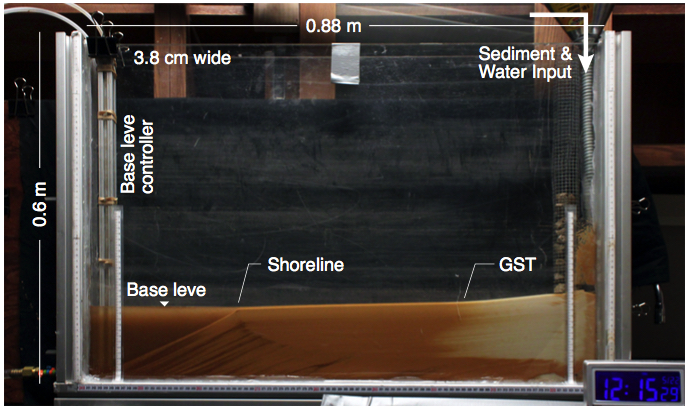 0.88 m
3.8 cm wide
Sediment &
Water Input
Base leve
controller
0.6 m
Shoreline
GST
Base leve
12:15 29